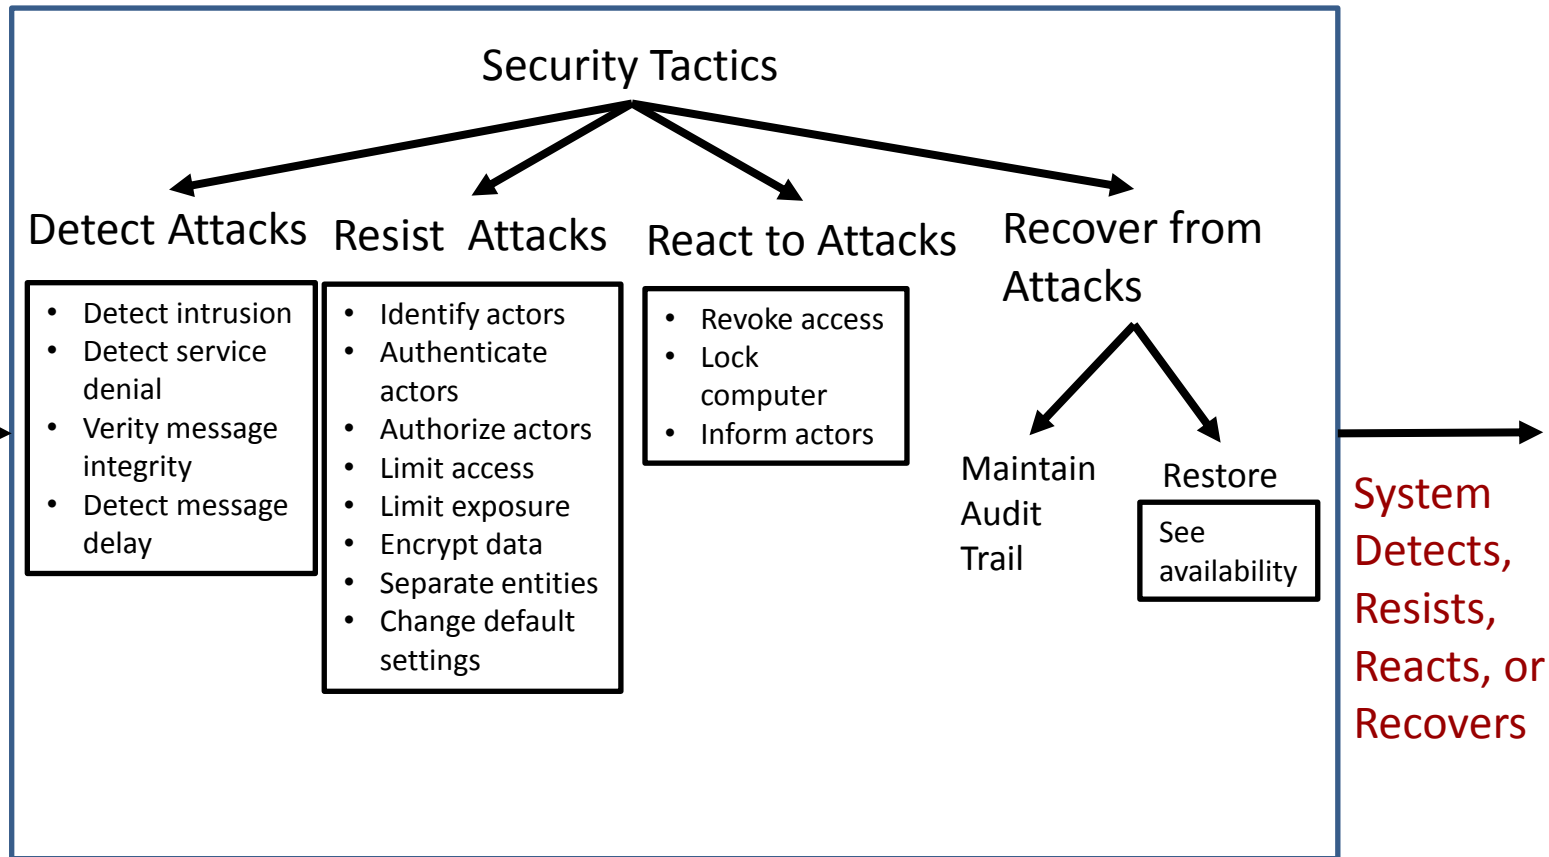 Security Tactics
Detect Attacks
• Detect intrusion
• Detect service
denial
• Verity message
integrity
• Detect message
delay
Resist Attacks
• Identify actors
• Authenticate
actors
• Authorize actors
• Limit access
• Limit exposure
• Encrypt data
• Separate entities
• Change default
settings
React to Attacks
• Revoke access
• Lock
computer
• Inform actors
Recover from
Attacks
Maintain
Audit
Trail
Restore
See
availability
System
Detects,
Resists,
Reacts, or
Recovers